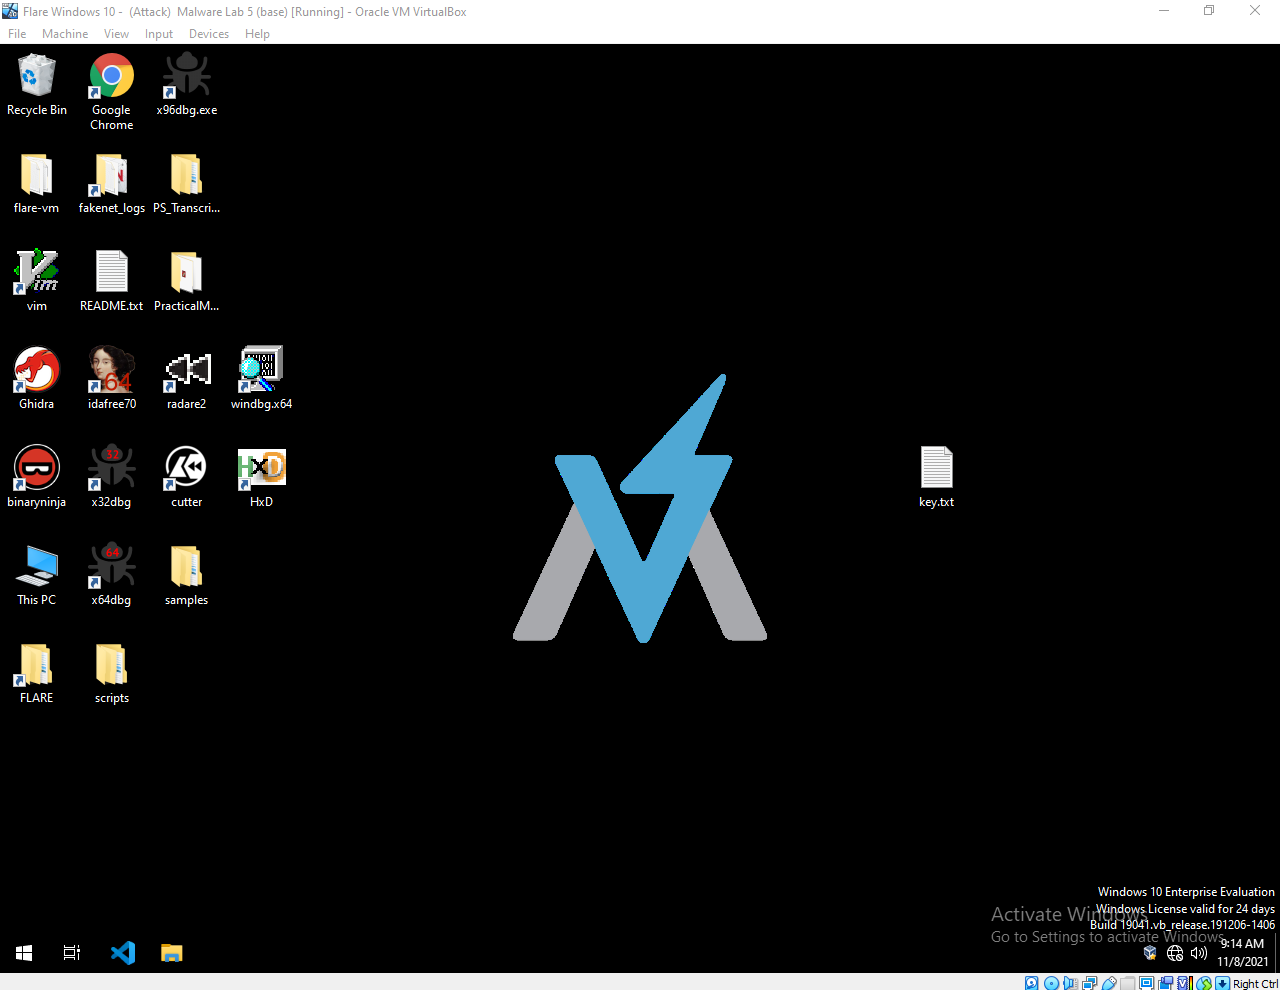 Flare Windows 10 -  (Attack)  Malware Lab 5 (base) [Running] - Oracle VM VirtualBox
File Machine View Input Devices Help
Recycle Bin
Google Chrome
x96dbg.exe
flare-vm
fakenet_logs
PS_Transcri...
vim
README.txt
PracticalM...
Ghidra
idafree70
radare2
windbg.x64
binaryninja
x32dbg
cutter
HxD
key.txt
This PC
x64dbg
samples
FLARE
scripts
Windows 10 Enterprise Evaluation
Windows License valid for 24 days
Build 19041.vb_release.191206-1406
Activate Windows
Go to Settings to activate Windows.
9:14 AM
11/8/2021
Right Ctrl